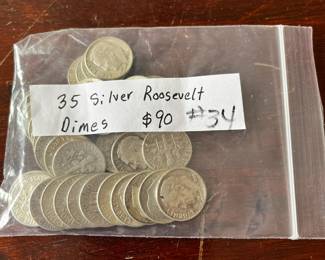 35 Silver Roosevelt
Dimes $90 #34